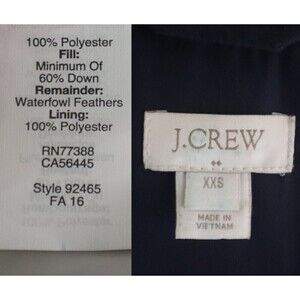 100% Polyester
Fill:
Minimum Of
60% Down
Remainder:
Waterfowl Feathers
Lining:
100% Polyester
RN77388
CA56445
Style 92465
FA 16
J.CREW
XXS
MADE IN
VIETNAM